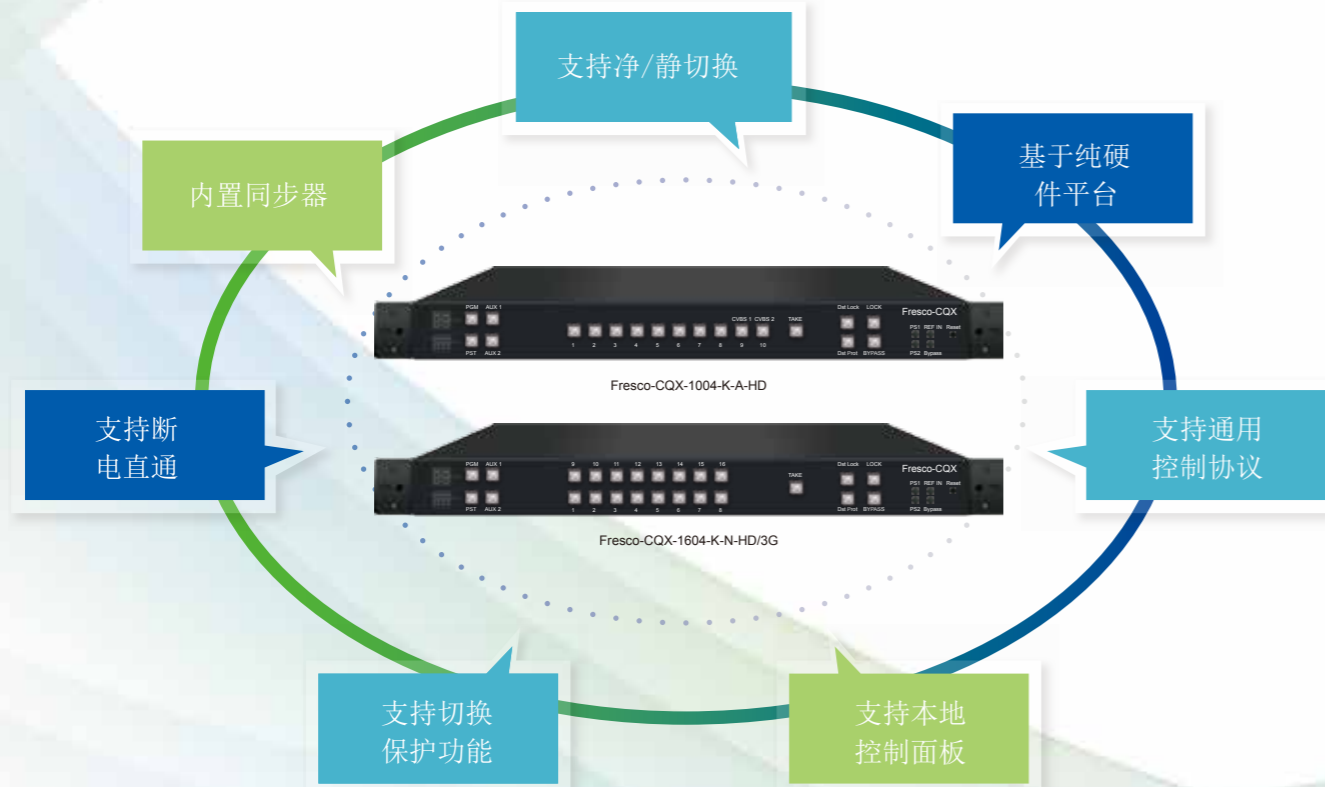 支持净/静切换
基于纯硬
件平台
内置同步器
PGM AUX 1
CVBS 1 CVBS 2 TAKE
Dst Lock LOCK
Fresco-CQX
PS1 REF IN Reset
1 2 3 4 5 6 7 8 9 10
PST AUX 2
Dst Prot BYPASS
PS2 Bypass
Fresco-CQX-1004-K-A-HD
支持断
电直通
支持通用
控制协议
PGM AUX 1
9 10 11 12 13 14 15 16
TAKE
Dst Lock LOCK
Fresco-CQX
PS1 REF IN Reset
PST AUX 2
1 2 3 4 5 6 7 8
Dst Prot BYPASS
PS2 Bypass
Fresco-CQX-1604-K-N-HD/3G
支持切换
保护功能
支持本地
控制面板